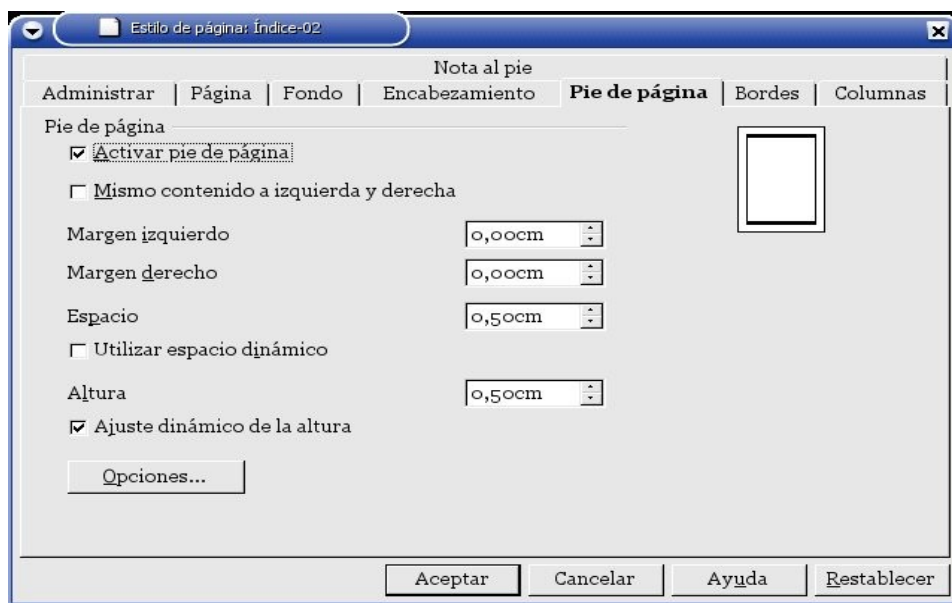 Estilo de página: Índice-02
Nota al pie
Administrar Página Fondo Encabezamiento Pie de página Bordes Columnas
Pie de página
Activar pie de página
Mismo contenido a izquierda y derecha
Margen izquierdo 0,00cm
Margen derecho 0,00cm
Espacio 0,50cm
Utilizar espacio dinámico
Altura 0,50cm
Ajuste dinámico de la altura
Opciones...
Aceptar Cancelar Ayuda Restablecer